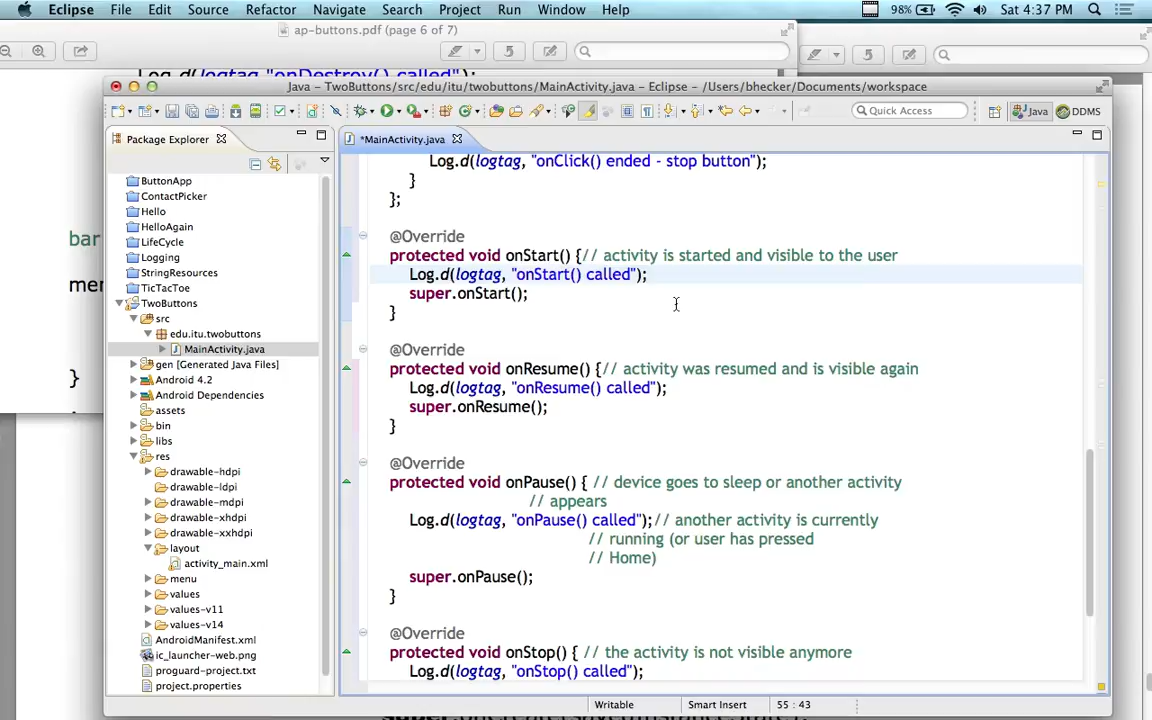 Eclipse File Edit Source Refactor Navigate Search Project Run Window Help 98% Sat 4:37 PM
ap-buttons.pdf (page 6 of 7)
Java – TwoButtons/src/edu/itu/twobuttons/MainActivity.java – Eclipse – /Users/bhecker/Documents/workspace
Quick Access Java DDMS
Package Explorer
ButtonApp
ContactPicker
Hello
HelloAgain
LifeCycle
Logging
StringResources
TicTacToe
TwoButtons
src
edu.itu.twobuttons
MainActivity.java
gen [Generated Java Files]
Android 4.2
Android Dependencies
assets
bin
libs
res
drawable-hdpi
drawable-ldpi
drawable-mdpi
drawable-xhdpi
drawable-xxhdpi
layout
activity_main.xml
menu
values
values-v11
values-v14
AndroidManifest.xml
ic_launcher-web.png
proguard-project.txt
project.properties
*MainActivity.java
Log.d(logtag, "onClick() ended - stop button");
}
};
@Override
protected void onStart() {// activity is started and visible to the user
Log.d(logtag, "onStart() called");
super.onStart();
}
@Override
protected void onResume() {// activity was resumed and is visible again
Log.d(logtag, "onResume() called");
super.onResume();
}
@Override
protected void onPause() { // device goes to sleep or another activity
// appears
Log.d(logtag, "onPause() called");// another activity is currently
// running (or user has pressed
// Home)
super.onPause();
}
@Override
protected void onStop() { // the activity is not visible anymore
Log.d(logtag, "onStop() called");
Writable Smart Insert 55 : 43
Log.d(logtag, "onDestroy() called");
bar
}